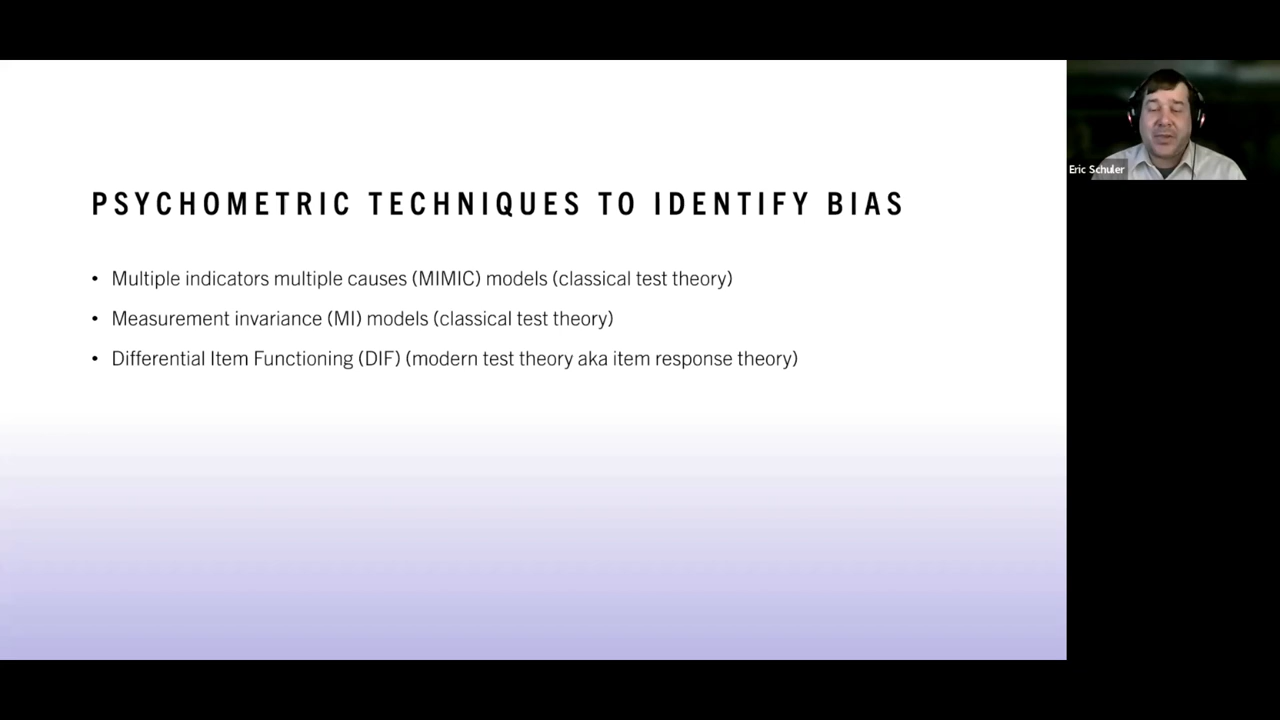 PSYCHOMETRIC TECHNIQUES TO IDENTIFY BIAS
• Multiple indicators multiple causes (MIMIC) models (classical test theory)
• Measurement invariance (MI) models (classical test theory)
• Differential Item Functioning (DIF) (modern test theory aka item response theory)
Eric Schuler